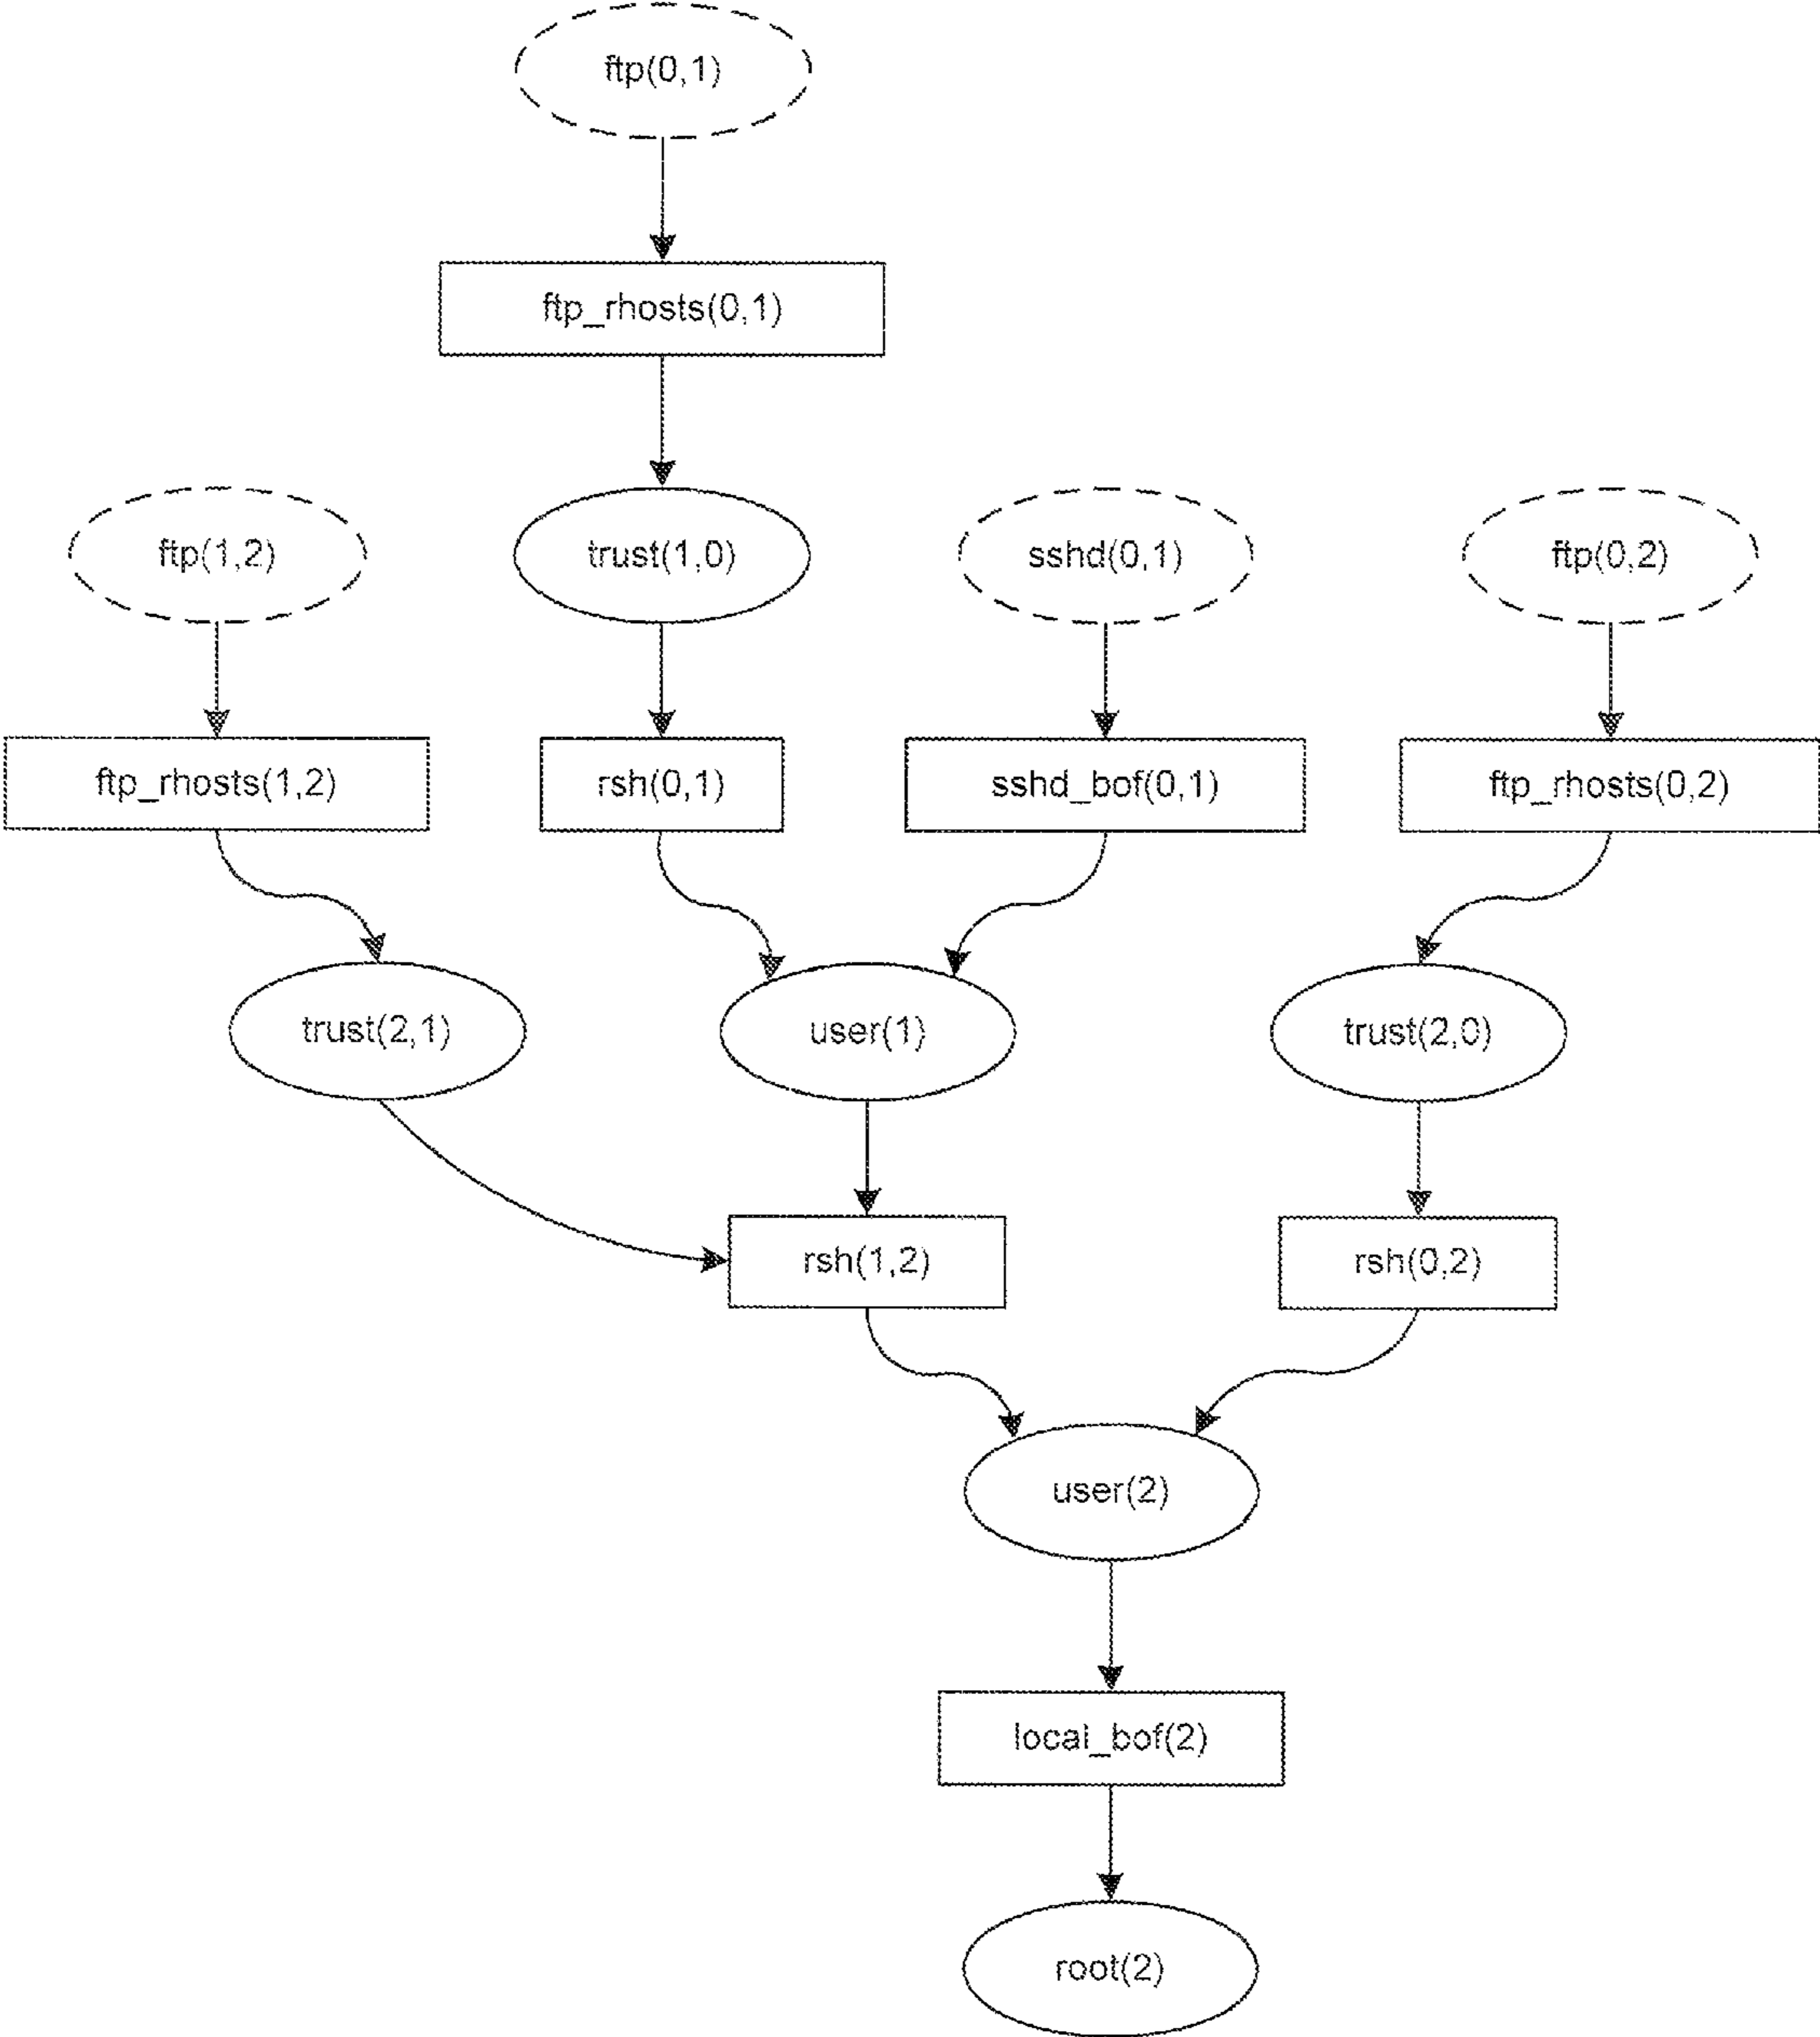 ftp(0,1)
ftp_rhosts(0,1)
ftp(1,2)
trust(1,0)
sshd(0,1)
ftp(0,2)
ftp_rhosts(1,2)
rsh(0,1)
sshd_bof(0,1)
ftp_rhosts(0,2)
trust(2,1)
user(1)
trust(2,0)
rsh(1,2)
rsh(0,2)
user(2)
local_bof(2)
root(2)